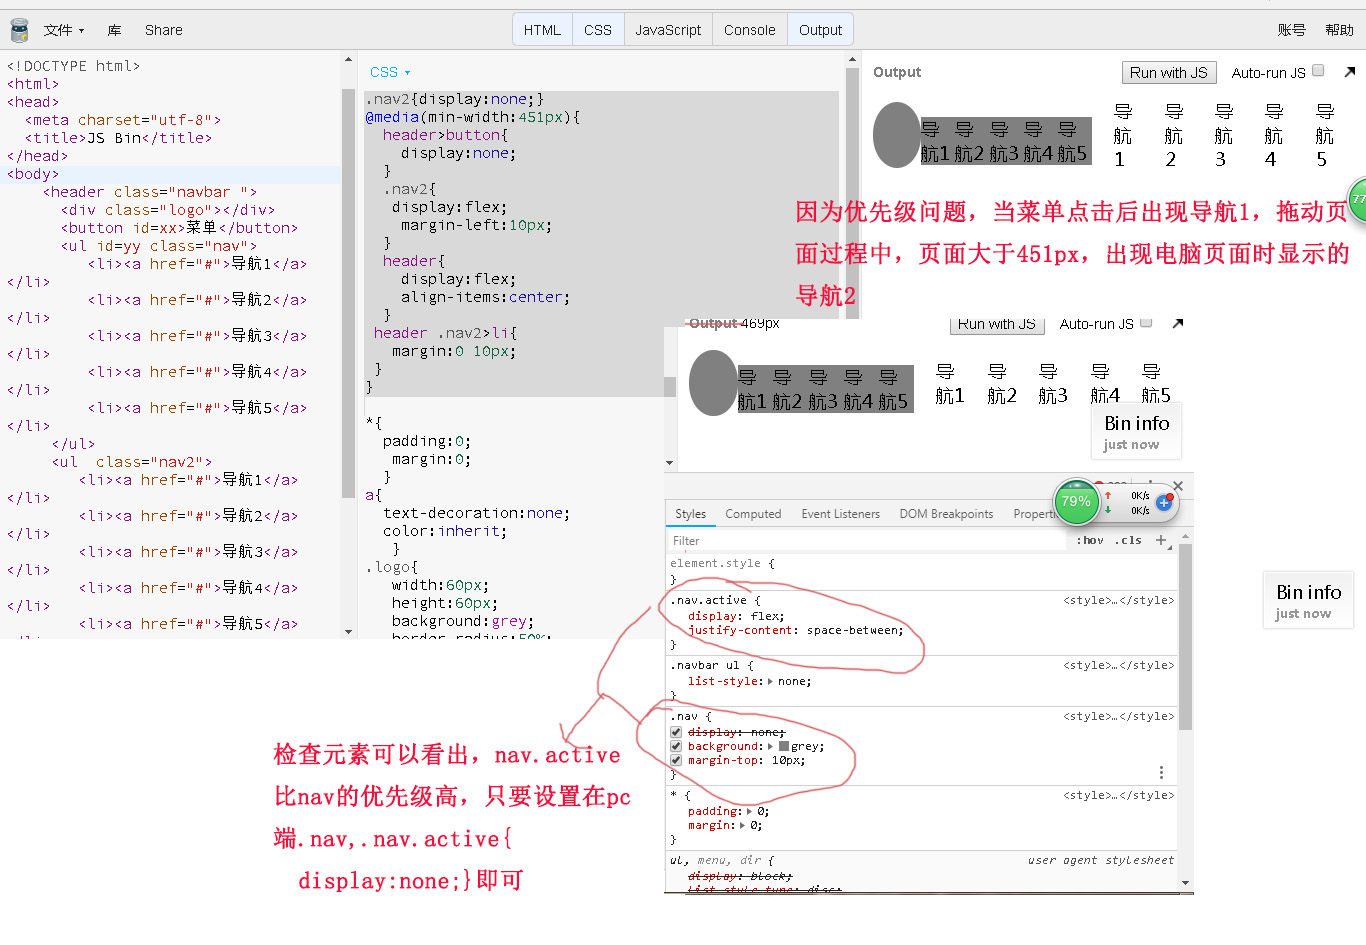 文件 ▾ 库 Share
HTML CSS JavaScript Console Output
账号 帮助
<!DOCTYPE html>
<html>
<head>
<meta charset="utf-8">
<title>JS Bin</title>
</head>
<body>
<header class="navbar ">
<div class="logo"></div>
<button id=xx>菜单</button>
<ul id=yy class="nav">
<li><a href="#">导航1</a>
</li>
<li><a href="#">导航2</a>
</li>
<li><a href="#">导航3</a>
</li>
<li><a href="#">导航4</a>
</li>
<li><a href="#">导航5</a>
</li>
</ul>
<ul  class="nav2">
<li><a href="#">导航1</a>
</li>
<li><a href="#">导航2</a>
</li>
<li><a href="#">导航3</a>
</li>
<li><a href="#">导航4</a>
</li>
<li><a href="#">导航5</a>
CSS ▾
.nav2{display:none;}
@media(min-width:451px){
header>button{
display:none;
}
.nav2{
display:flex;
margin-left:10px;
}
header{
display:flex;
align-items:center;
}
header .nav2>li{
margin:0 10px;
}
}
*{
padding:0;
margin:0;
}
a{
text-decoration:none;
color:inherit;
}
.logo{
width:60px;
height:60px;
background:grey;
border-radius:50%
Output Run with JS Auto-run JS
导 导 导 导 导
航1 航2 航3 航4 航5
导 导 导 导 导
航 航 航 航 航
1 2 3 4 5
77
因为优先级问题，当菜单点击后出现导航1，拖动页
面过程中，页面大于451px，出现电脑页面时显示的
导航2
Output 469px Run with JS Auto-run JS
导 导 导 导 导
航1 航2 航3 航4 航5
导 导 导 导 导
航1 航2 航3 航4 航5
Bin info
just now
79%
0K/s
0K/s
Styles Computed Event Listeners DOM Breakpoints Properti
Filter :hov .cls +
element.style {
}
.nav.active { <style>…</style>
display: flex;
justify-content: space-between;
}
.navbar ul { <style>…</style>
list-style: none;
}
.nav { <style>…</style>
display: none;
background: grey;
margin-top: 10px;
}
* { <style>…</style>
padding: 0;
margin: 0;
}
ul, menu, dir { user agent stylesheet
display: block;
list-style-type: disc;
Bin info
just now
检查元素可以看出，nav.active
比nav的优先级高，只要设置在pc
端.nav,.nav.active{
display:none;}即可